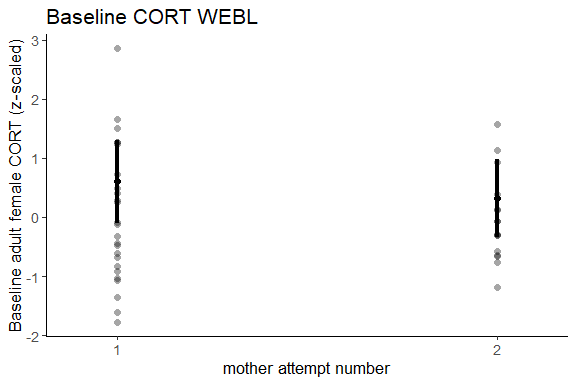 Baseline CORT WEBL
Baseline adult female CORT (z-scaled)
3
2
1
0
-1
-2
1
2
mother attempt number